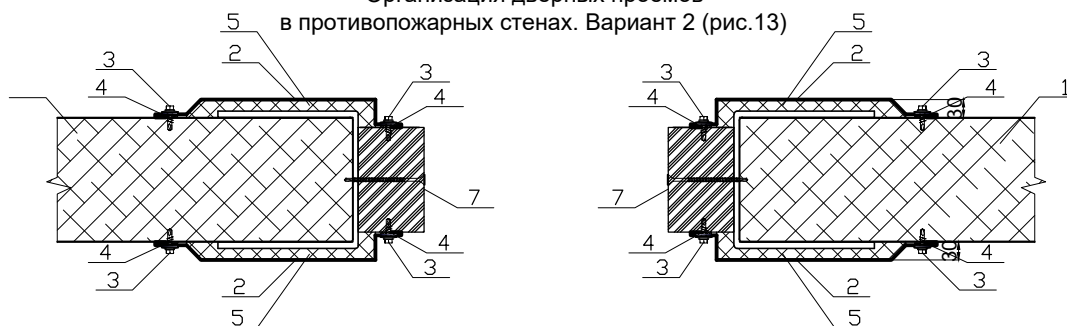 Организация дверных проемов
в противопожарных стенах. Вариант 2 (рис.13)
5 5
2 2
3 3 3 3
4 4 4 4
30
1
7 7
4 4 4 4
30
3 3 3 3
2 2
5 5